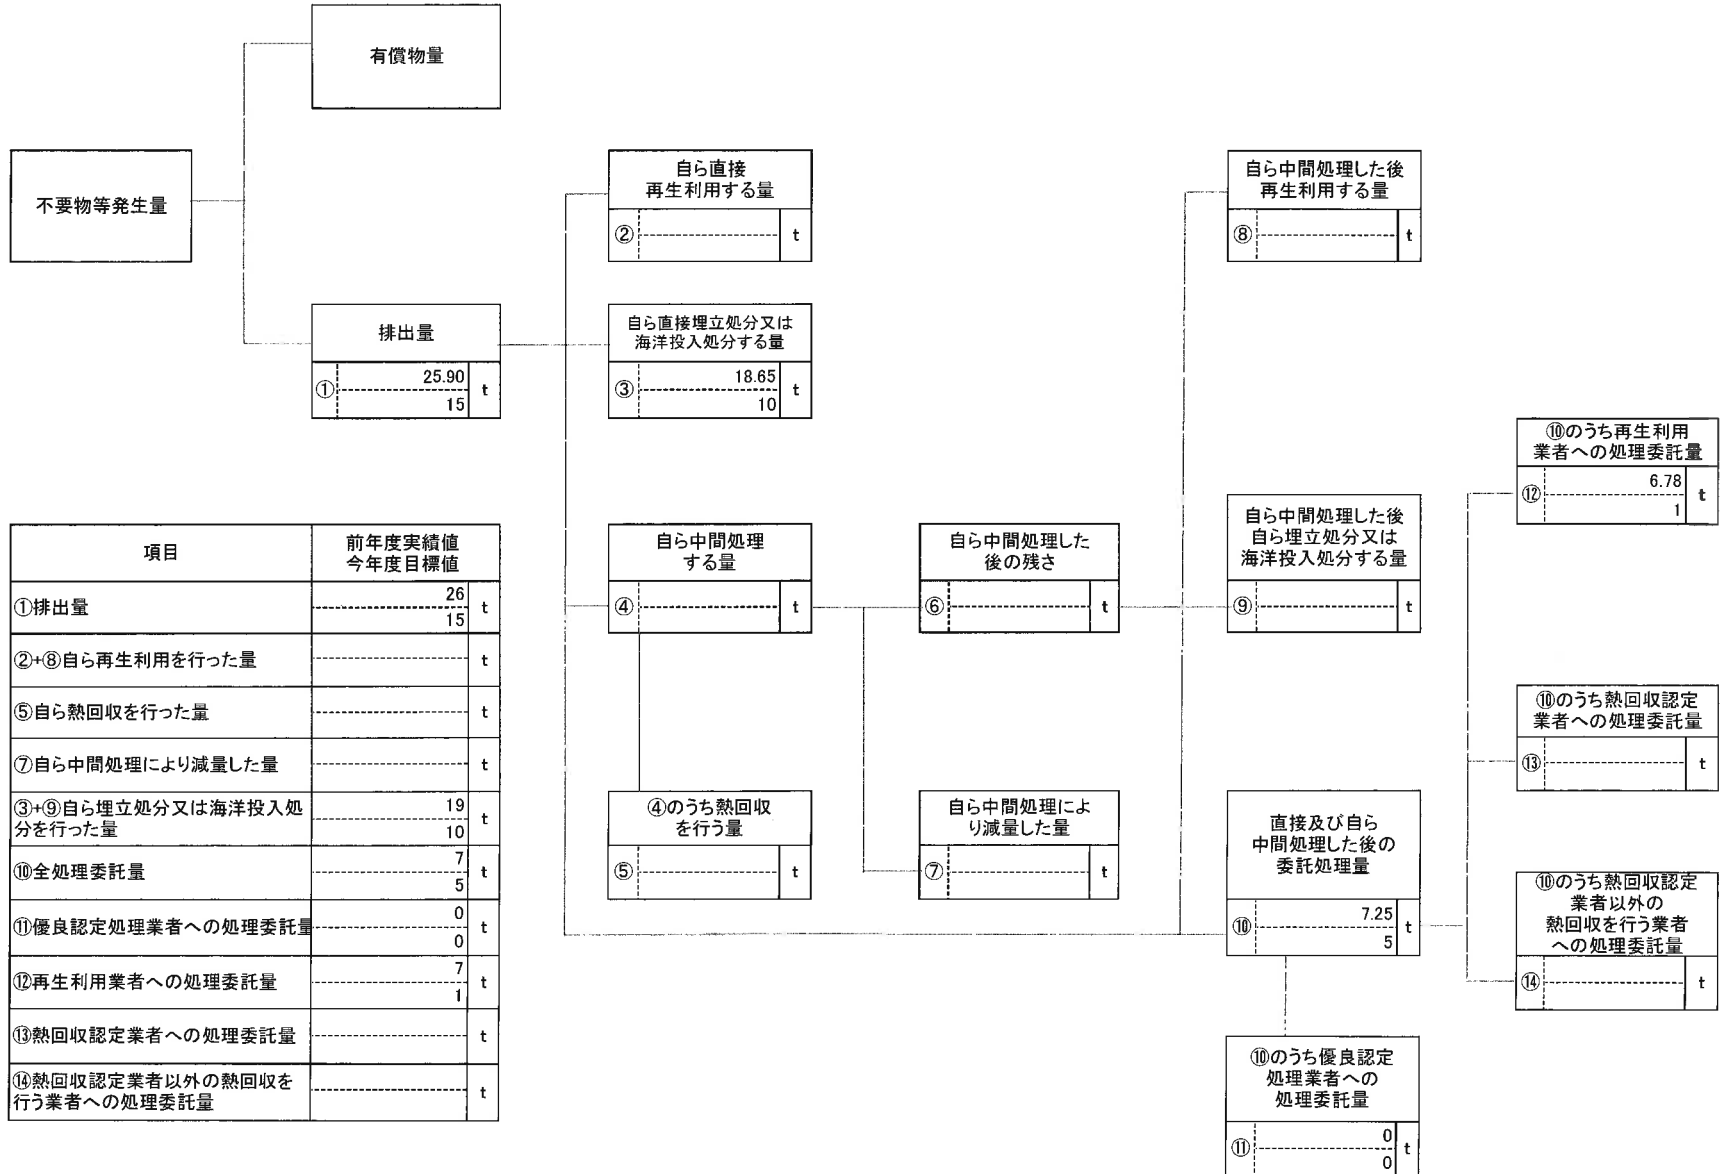 有償物量
不要物等発生量
排出量
① 25.90 t
15
自ら直接
再生利用する量
② t
自ら直接埋立処分又は
海洋投入処分する量
③ 18.65 t
10
自ら中間処理
する量
④ t
④のうち熱回収
を行う量
⑤ t
自ら中間処理した
後の残さ
⑥ t
自ら中間処理によ
り減量した量
⑦ t
自ら中間処理した後
再生利用する量
⑧ t
自ら中間処理した後
自ら埋立処分又は
海洋投入処分する量
⑨ t
直接及び自ら
中間処理した後の
委託処理量
⑩ 7.25 t
5
⑩のうち優良認定
処理業者への
処理委託量
⑪ 0 t
0
⑩のうち再生利用
業者への処理委託量
⑫ 6.78 t
1
⑩のうち熱回収認定
業者への処理委託量
⑬ t
⑩のうち熱回収認定
業者以外の
熱回収を行う業者
への処理委託量
⑭ t
項目 前年度実績値
今年度目標値
①排出量 26 t
15
②+⑧自ら再生利用を行った量 t
⑤自ら熱回収を行った量 t
⑦自ら中間処理により減量した量 t
③+⑨自ら埋立処分又は海洋投入処 19 t
分を行った量 10
⑩全処理委託量 7 t
5
⑪優良認定処理業者への処理委託量 0 t
0
⑫再生利用業者への処理委託量 7 t
1
⑬熱回収認定業者への処理委託量 t
⑭熱回収認定業者以外の熱回収を t
行う業者への処理委託量